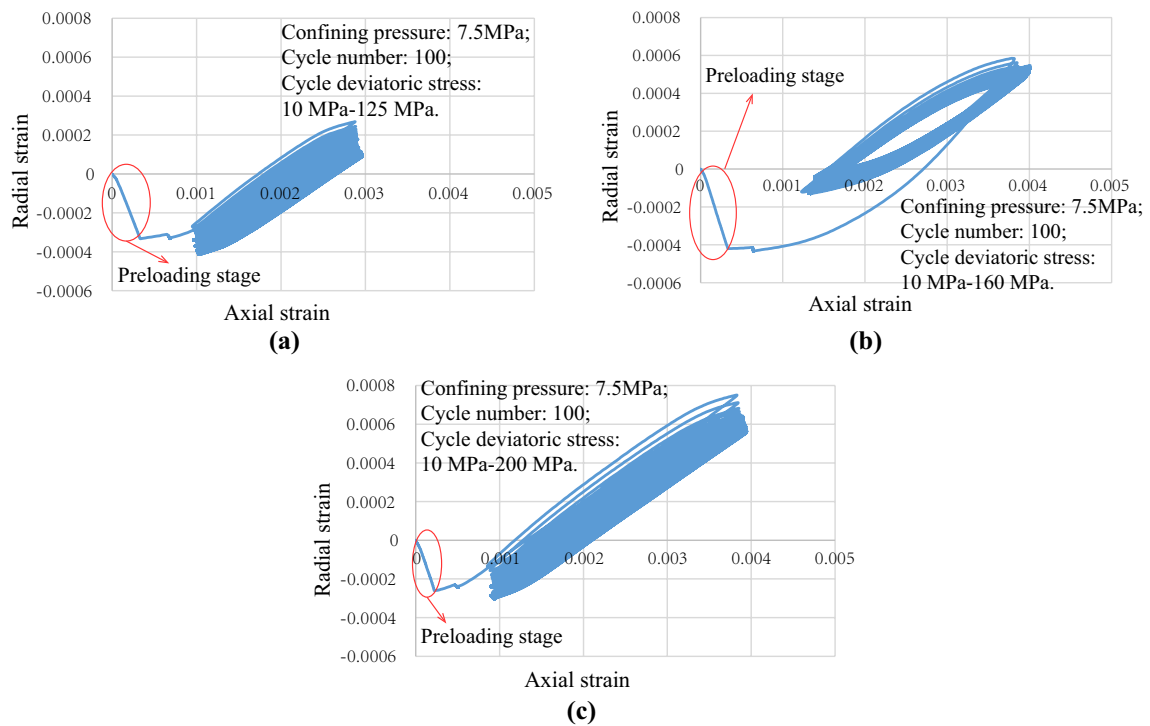 0.0008
0.0006
0.0004
0.0002
0
-0.0002
-0.0004
-0.0006
0
0.001
0.002
0.003
0.004
0.005
Radial strain
Axial strain
Confining pressure: 7.5MPa;
Cycle number: 100;
Cycle deviatoric stress:
10 MPa-125 MPa.
Preloading stage
(a)
0.0008
0.0006
0.0004
0.0002
0
-0.0002
-0.0004
-0.0006
0
0.001
0.002
0.003
0.004
0.005
Radial strain
Preloading stage
Confining pressure: 7.5MPa;
Cycle number: 100;
Cycle deviatoric stress:
10 MPa-160 MPa.
Axial strain
(b)
0.0008
0.0006
0.0004
0.0002
0
-0.0002
-0.0004
-0.0006
0
0.001
0.002
0.003
0.004
0.005
Radial strain
Confining pressure: 7.5MPa;
Cycle number: 100;
Cycle deviatoric stress:
10 MPa-200 MPa.
Preloading stage
Axial strain
(c)